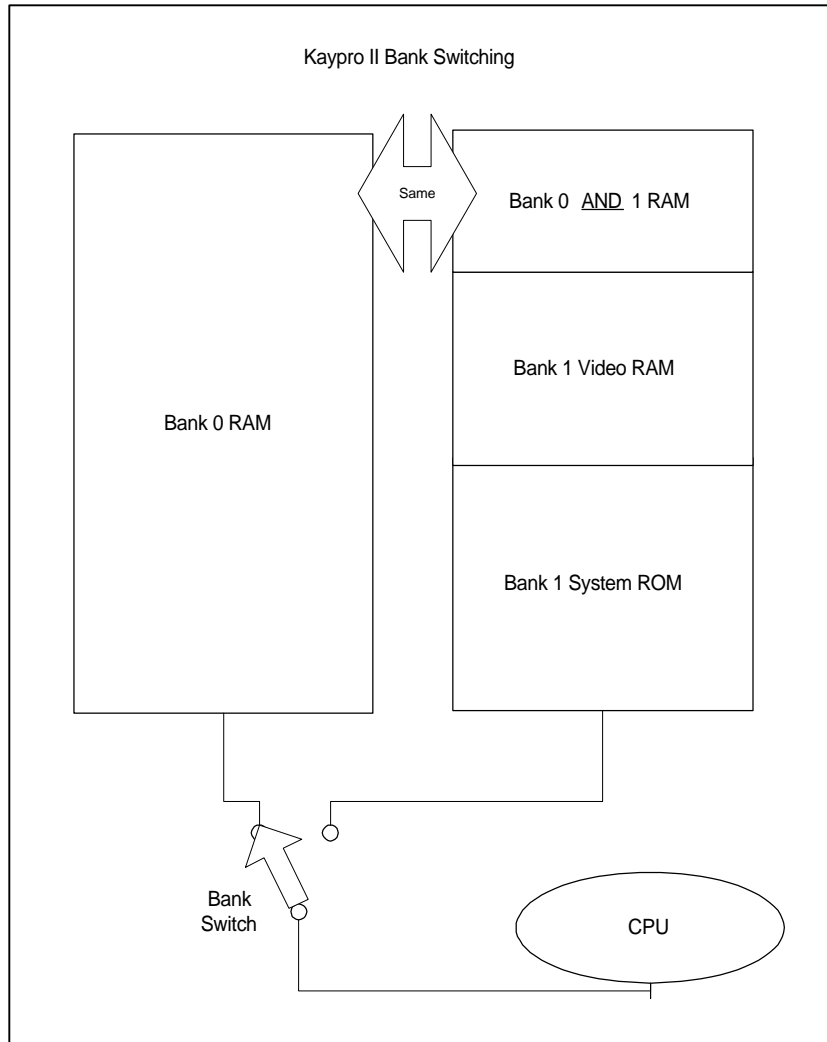 Kaypro II Bank Switching
Same
Bank 0 AND 1 RAM
Bank 1 Video RAM
Bank 0 RAM
Bank 1 System ROM
Bank
Switch
CPU